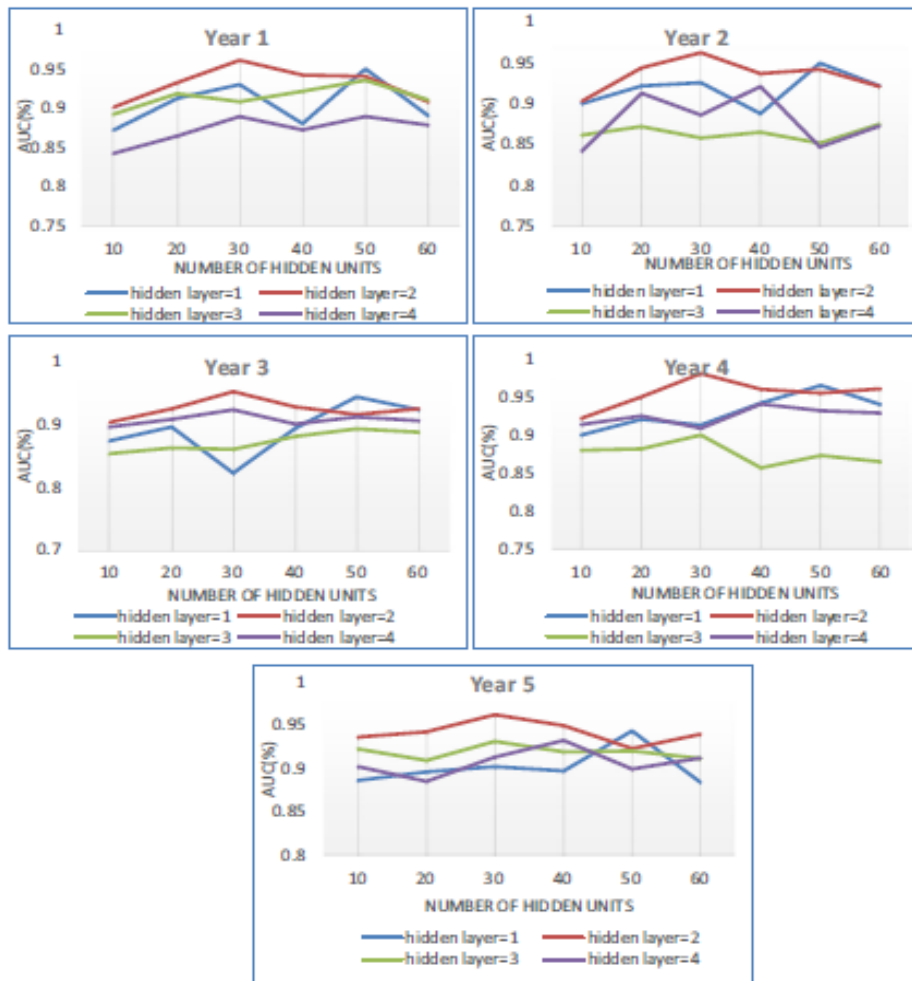 Year 1
1
0.95
0.9
0.85
0.8
0.75
AUC(%)
10 20 30 40 50 60
NUMBER OF HIDDEN UNITS
hidden layer=1 hidden layer=2
hidden layer=3 hidden layer=4
Year 2
1
0.95
0.9
0.85
0.8
0.75
AUC(%)
10 20 30 40 50 60
NUMBER OF HIDDEN UNITS
hidden layer=1 hidden layer=2
hidden layer=3 hidden layer=4
Year 3
1
0.9
0.8
0.7
AUC(%)
10 20 30 40 50 60
NUMBER OF HIDDEN UNITS
hidden layer=1 hidden layer=2
hidden layer=3 hidden layer=4
Year 4
1
0.95
0.9
0.85
0.8
0.75
AUC(%)
10 20 30 40 50 60
NUMBER OF HIDDEN UNITS
hidden layer=1 hidden layer=2
hidden layer=3 hidden layer=4
Year 5
1
0.95
0.9
0.85
0.8
AUC(%)
10 20 30 40 50 60
NUMBER OF HIDDEN UNITS
hidden layer=1 hidden layer=2
hidden layer=3 hidden layer=4